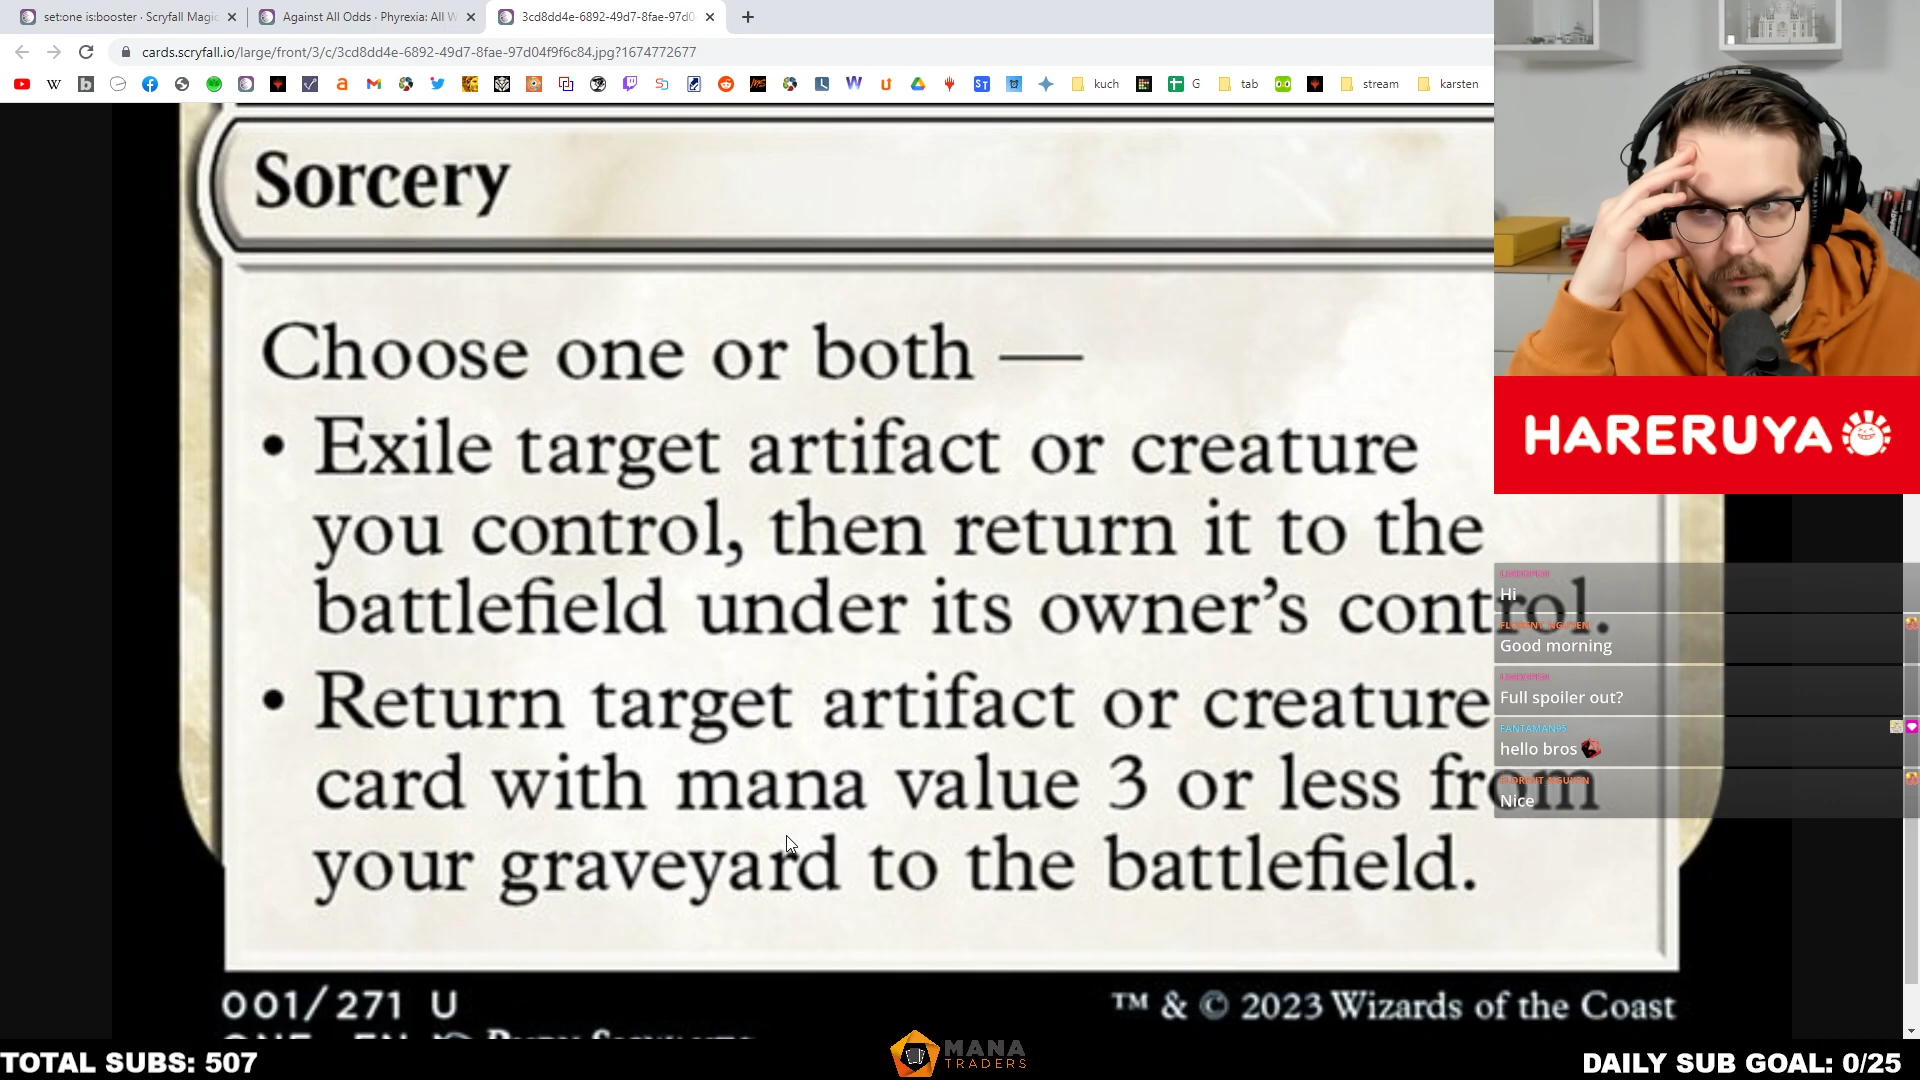 set:one is:booster · Scryfall Magic
Against All Odds · Phyrexia: All W
3cd8dd4e-6892-49d7-8fae-97d0
cards.scryfall.io/large/front/3/c/3cd8dd4e-6892-49d7-8fae-97d04f9f6c84.jpg?1674772677
kuch
G
tab
stream
karsten
Sorcery
Choose one or both —
• Exile target artifact or creature
you control, then return it to the
battlefield under its owner's control.
• Return target artifact or creature
card with mana value 3 or less from
your graveyard to the battlefield.
001/271 U
™ & © 2023 Wizards of the Coast
HARERUYA
Hi
FLORENT_NGUYEN
Good morning
Full spoiler out?
FANTAMAN95
hello bros
FLORENT_NGUYEN
Nice
TOTAL SUBS: 507
MANA
TRADERS
DAILY SUB GOAL: 0/25